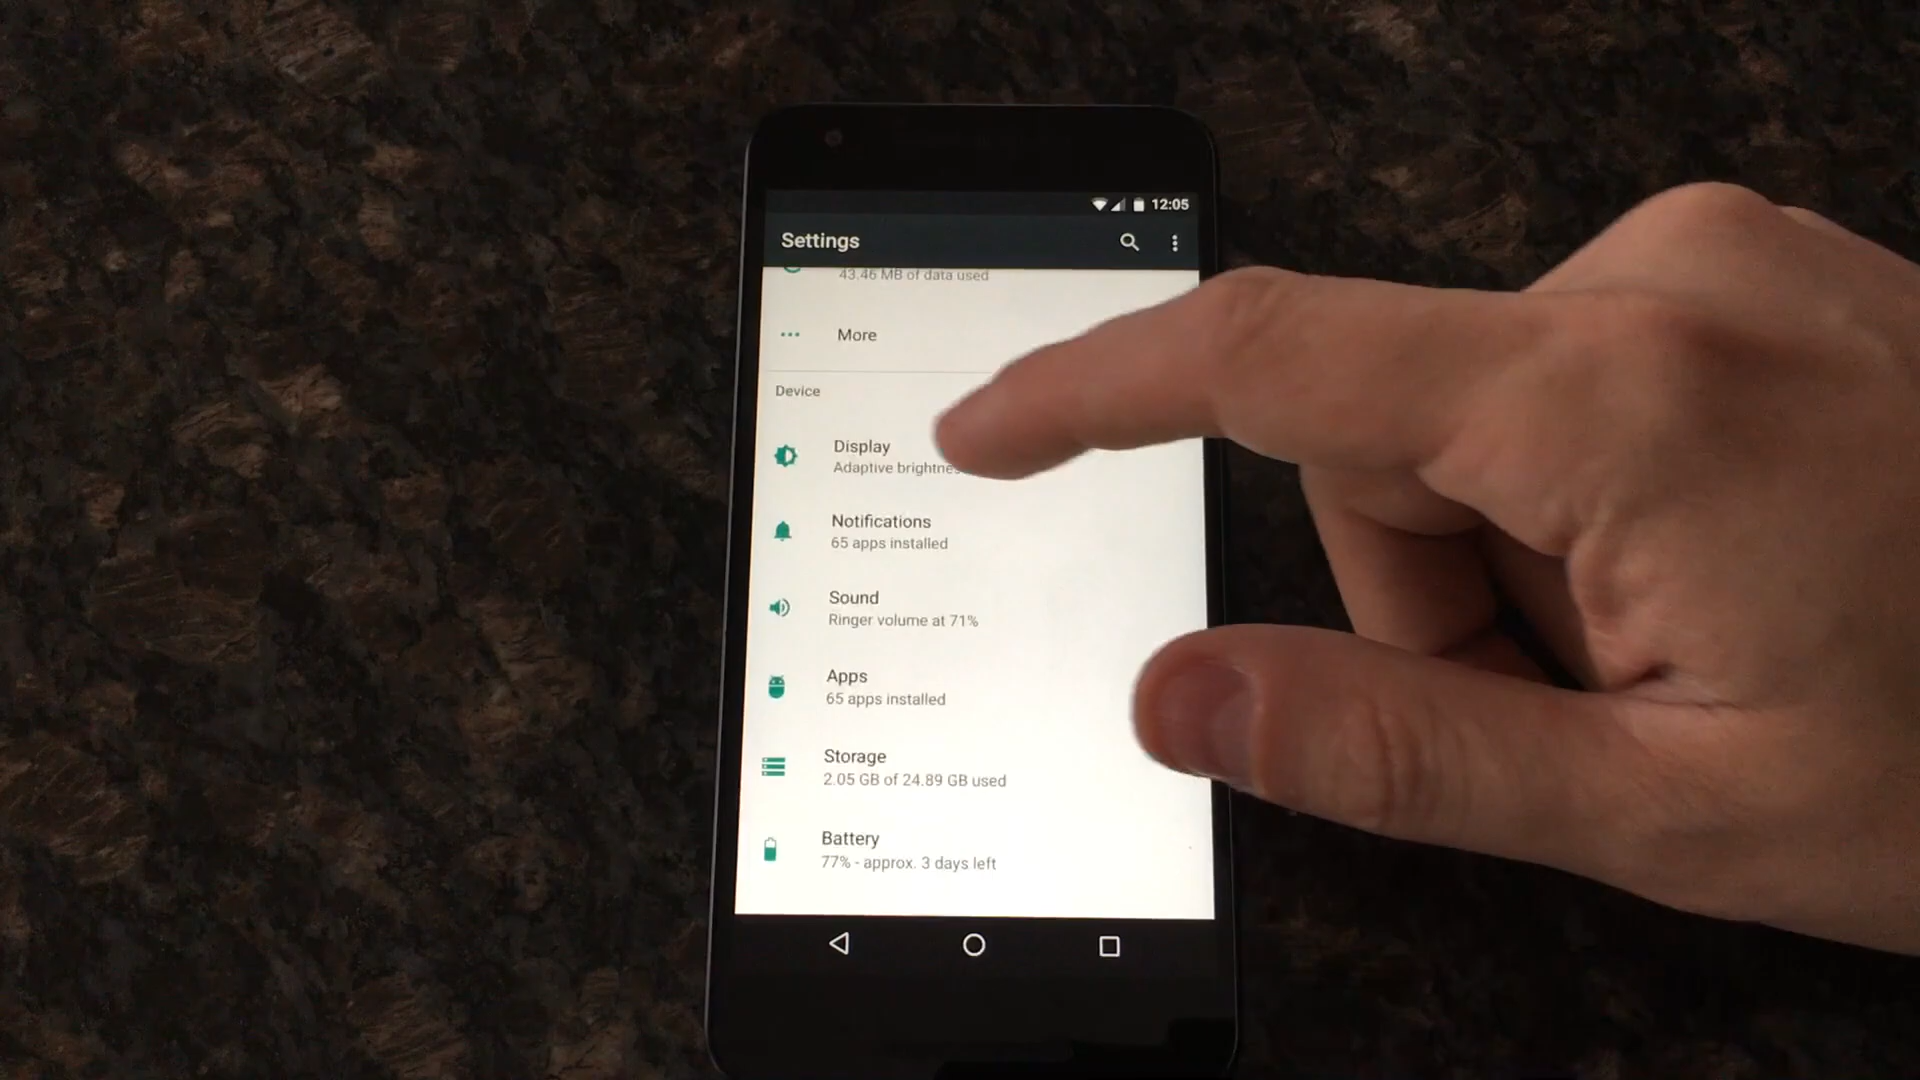 12:05
Settings
43.46 MB of data used
More
Device
Display
Adaptive
Notifications
65 apps installed
Sound
Ringer volume at 71%
Apps
65 apps installed
Storage
2.05 GB of 24.89 GB used
Battery
77% - approx. 3 days left